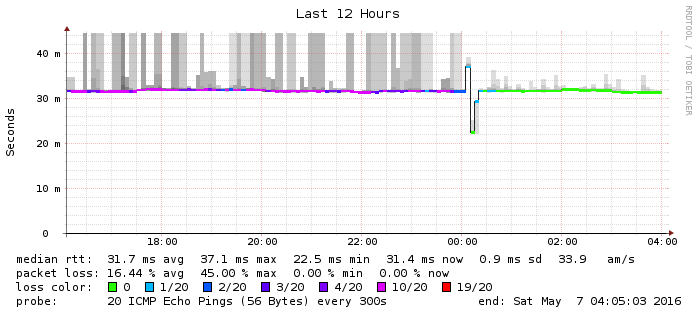 Last 12 Hours
RRDTOOL / TOBI OETIKER
Seconds
40 m
30 m
20 m
10 m
0
18:00 20:00 22:00 00:00 02:00 04:00
median rtt: 31.7 ms avg 37.1 ms max 22.5 ms min 31.4 ms now 0.9 ms sd 33.9 am/s
packet loss: 16.44 % avg 45.00 % max 0.00 % min 0.00 % now
loss color: 0 1/20 2/20 3/20 4/20 10/20 19/20
probe: 20 ICMP Echo Pings (56 Bytes) every 300s end: Sat May 7 04:05:03 2016